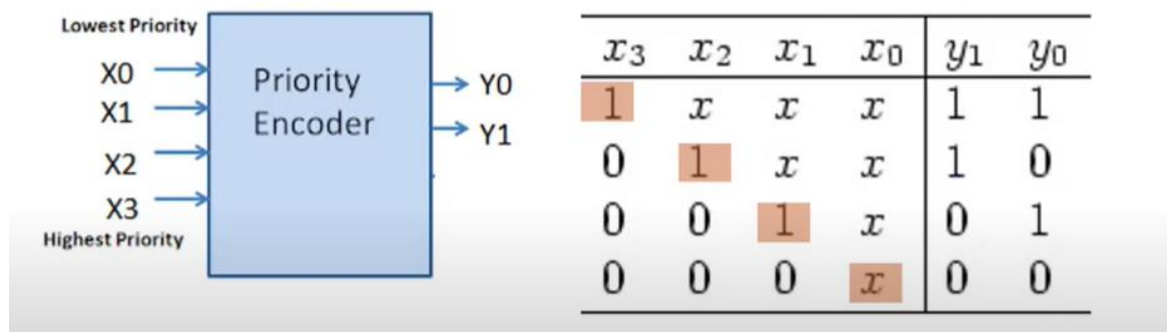 Lowest Priority
X0
X1
X2
X3
Highest Priority
Priority
Encoder
Y0
Y1
x3 x2 x1 x0 y1 y0
1 x x x 1 1
0 1 x x 1 0
0 0 1 x 0 1
0 0 0 x 0 0